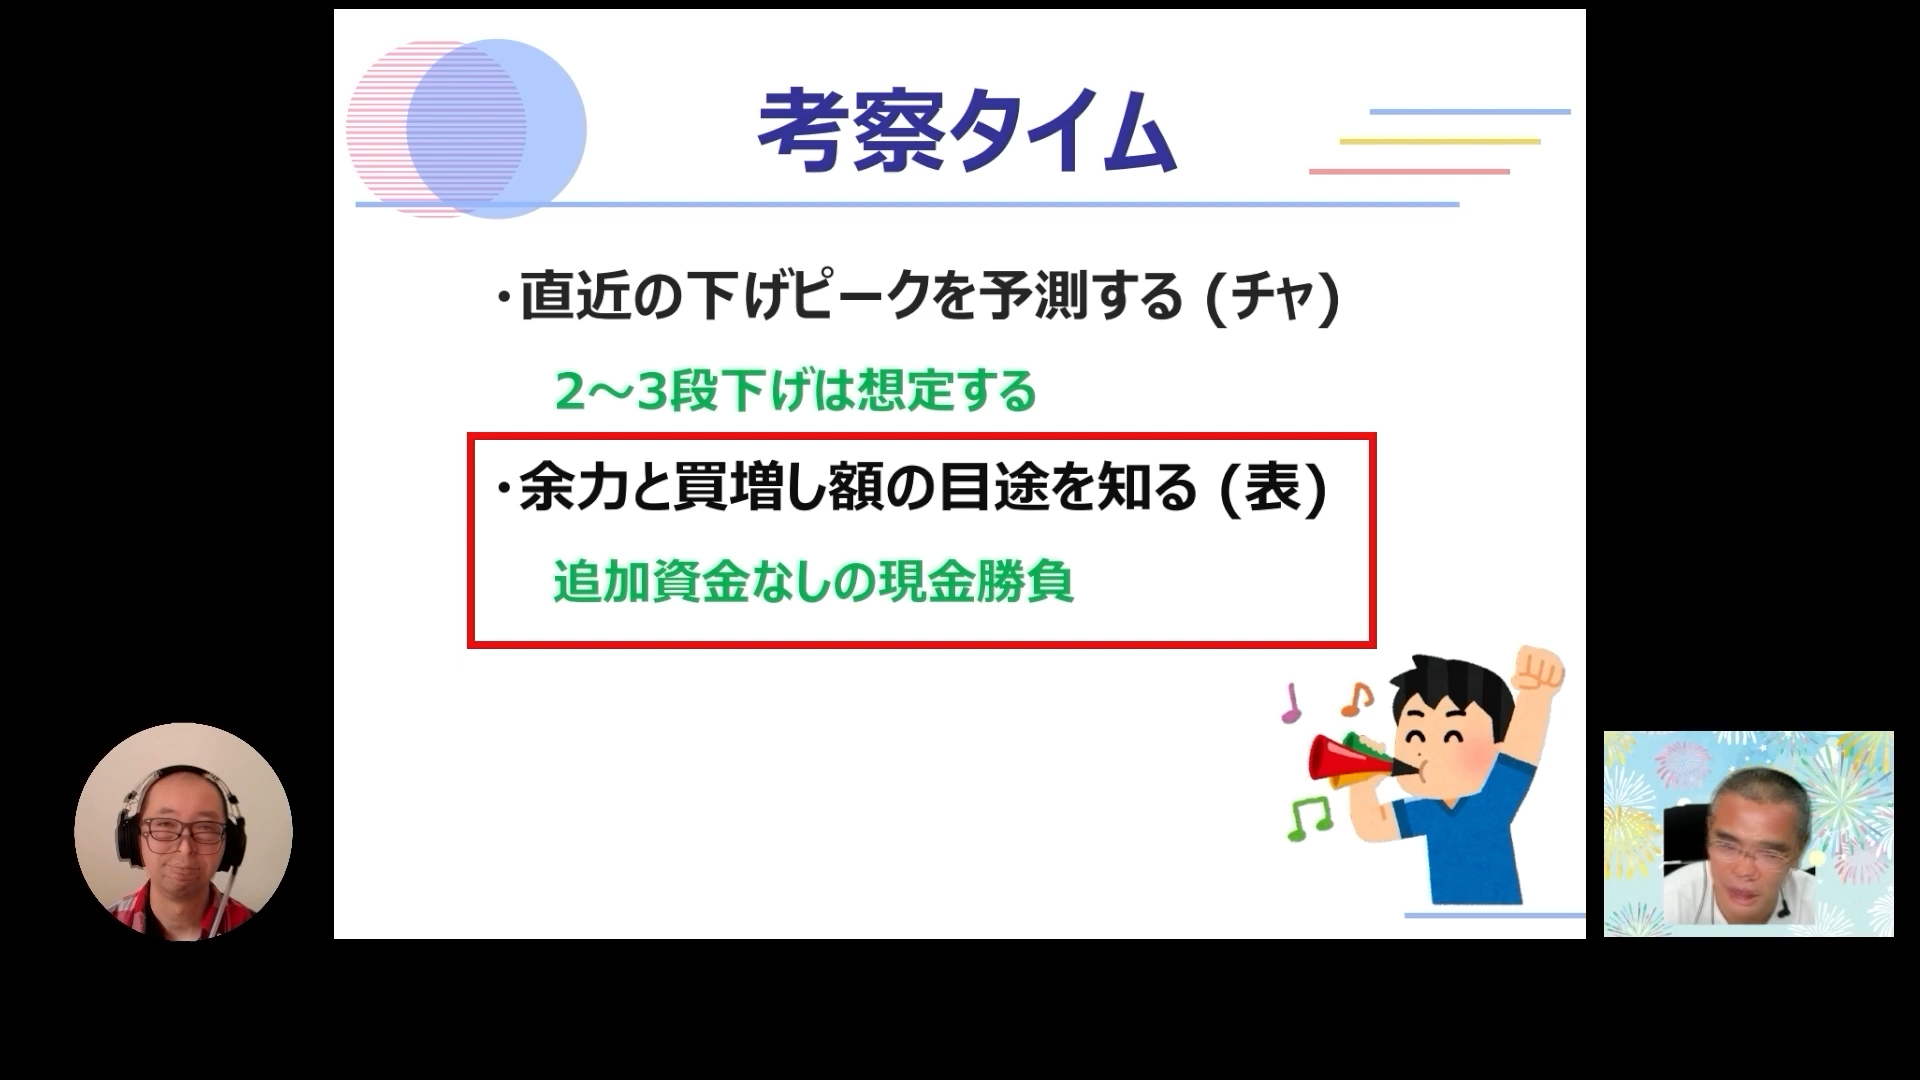 考察タイム
・直近の下げピークを予測する (チャ)
2～3段下げは想定する
・余力と買増し額の目途を知る (表)
追加資金なしの現金勝負